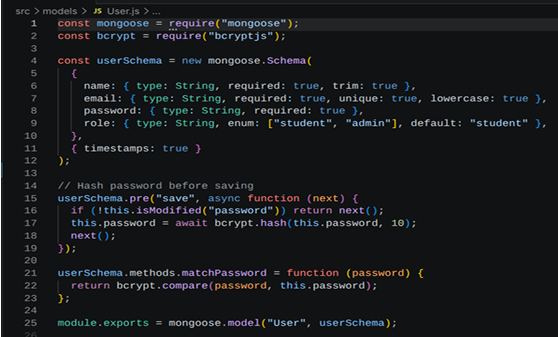 src > models > JS User.js > ...
1 const mongoose = require("mongoose");
2 const bcrypt = require("bcryptjs");
3
4 const userSchema = new mongoose.Schema(
5 {
6 name: { type: String, required: true, trim: true },
7 email: { type: String, required: true, unique: true, lowercase: true },
8 password: { type: String, required: true },
9 role: { type: String, enum: ["student", "admin"], default: "student" },
10 },
11 { timestamps: true }
12 );
13
14 // Hash password before saving
15 userSchema.pre("save", async function (next) {
16 if (!this.isModified("password")) return next();
17 this.password = await bcrypt.hash(this.password, 10);
18 next();
19 });
20
21 userSchema.methods.matchPassword = function (password) {
22 return bcrypt.compare(password, this.password);
23 };
24
25 module.exports = mongoose.model("User", userSchema);
26